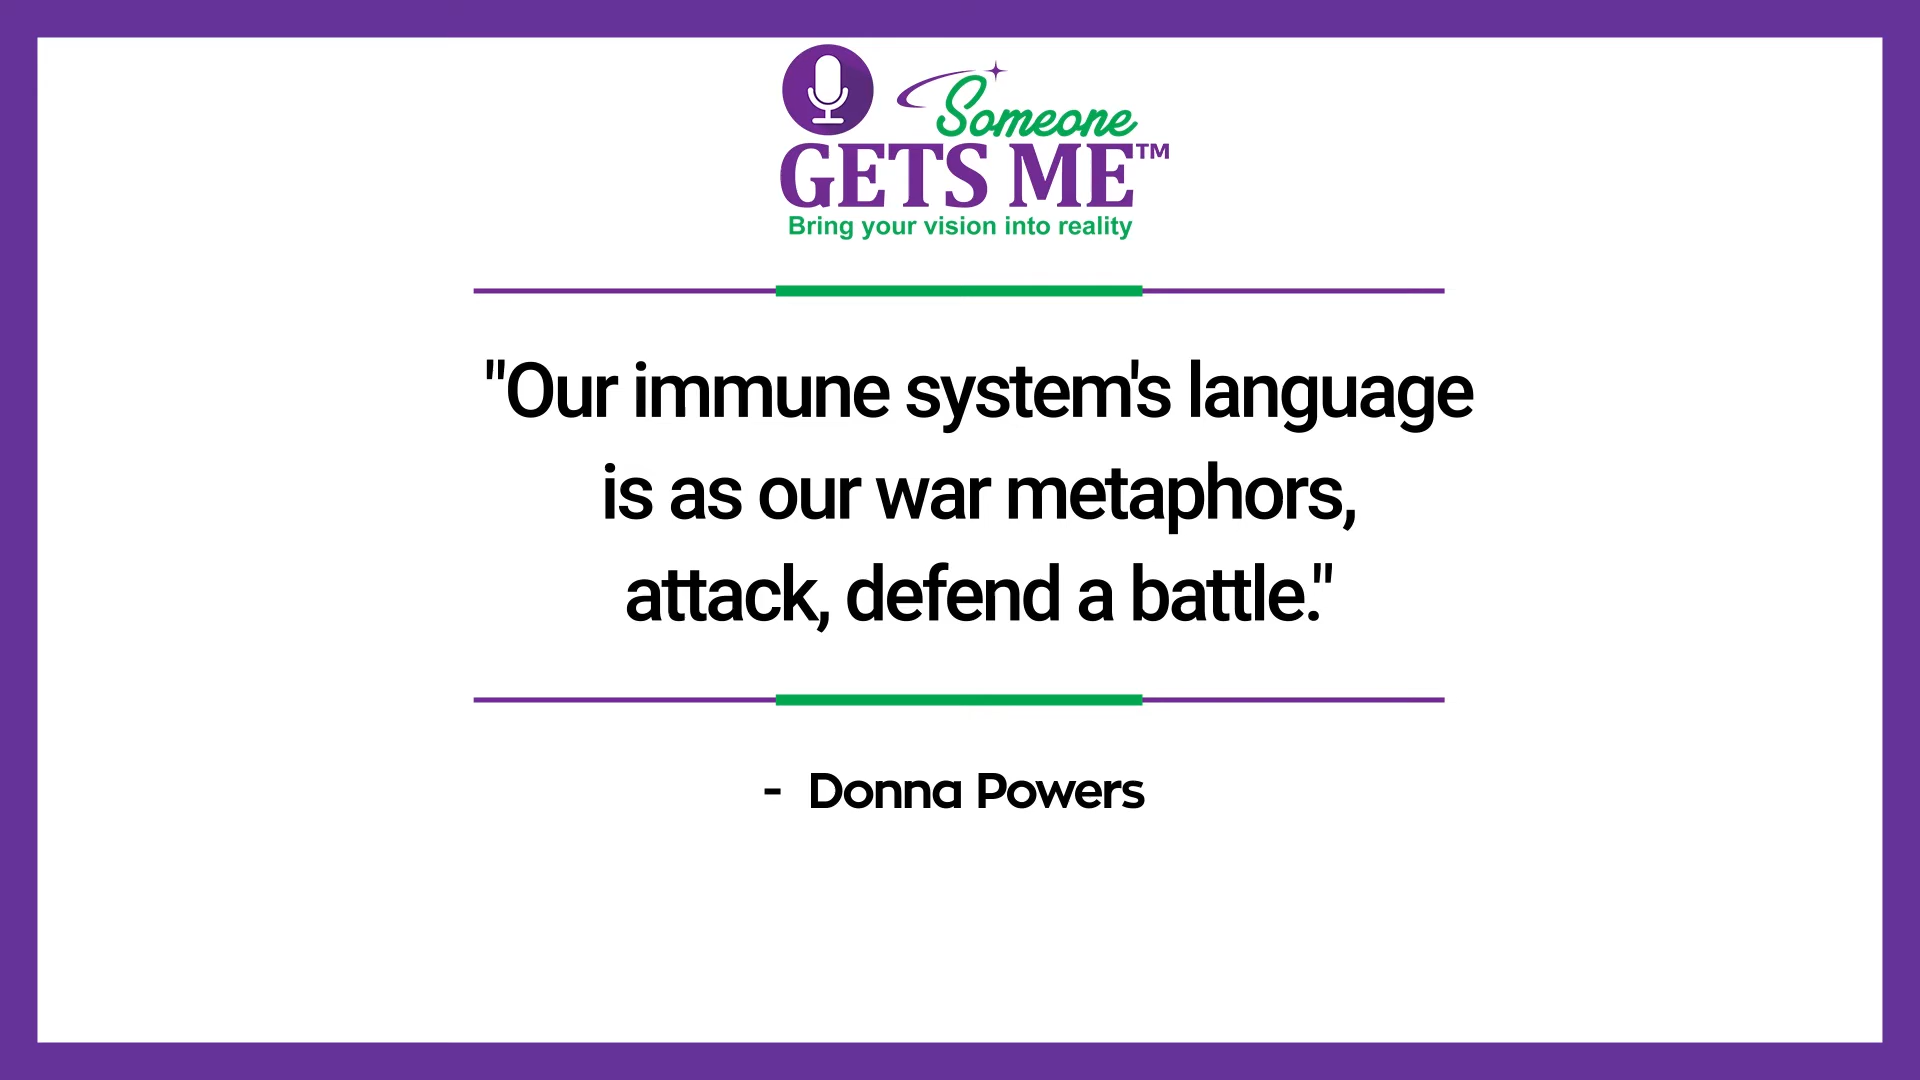 Someone
GETS ME™
Bring your vision into reality
"Our immune system's language
is as our war metaphors,
attack, defend a battle."
- Donna Powers